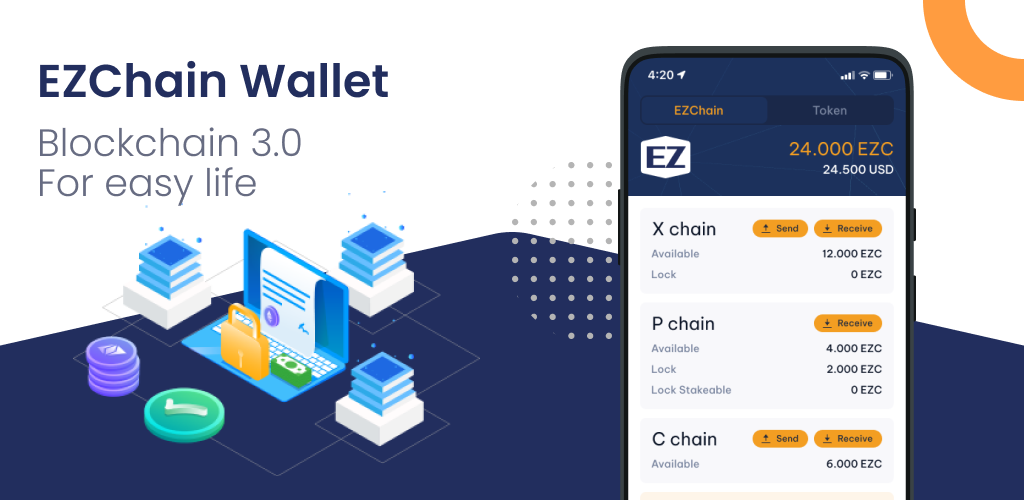 EZChain Wallet
Blockchain 3.0
For easy life
4:20
EZChain Token
EZ
24.000 EZC
24.500 USD
X chain Send Receive
Available 12.000 EZC
Lock 0 EZC
P chain Receive
Available 4.000 EZC
Lock 2.000 EZC
Lock Stakeable 0 EZC
C chain Send Receive
Available 6.000 EZC